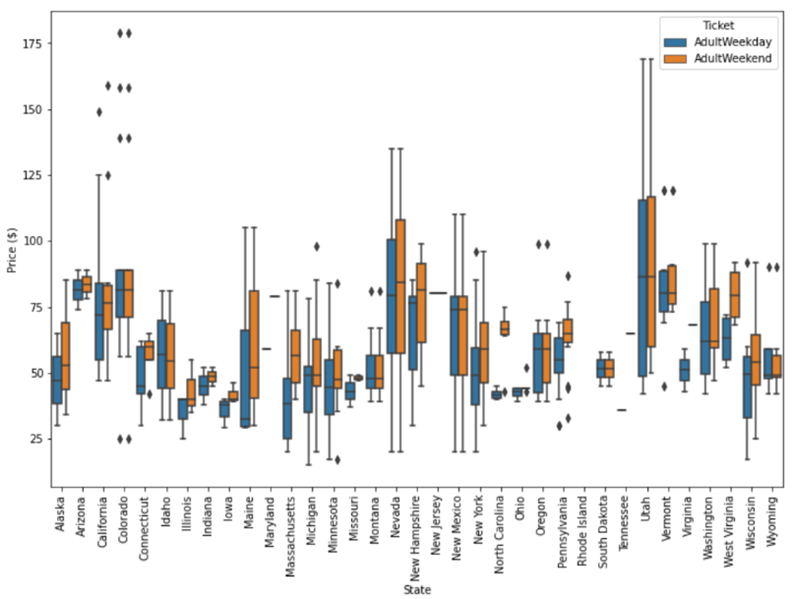 Ticket
AdultWeekday
AdultWeekend
Price ($)
175
150
125
100
75
50
25
Alaska
Arizona
California
Colorado
Connecticut
Idaho
Illinois
Indiana
Iowa
Maine
Maryland
Massachusetts
Michigan
Minnesota
Missouri
Montana
Nevada
New Hampshire
New Jersey
New Mexico
New York
North Carolina
Ohio
Oregon
Pennsylvania
Rhode Island
South Dakota
Tennessee
Utah
Vermont
Virginia
Washington
West Virginia
Wisconsin
Wyoming
State